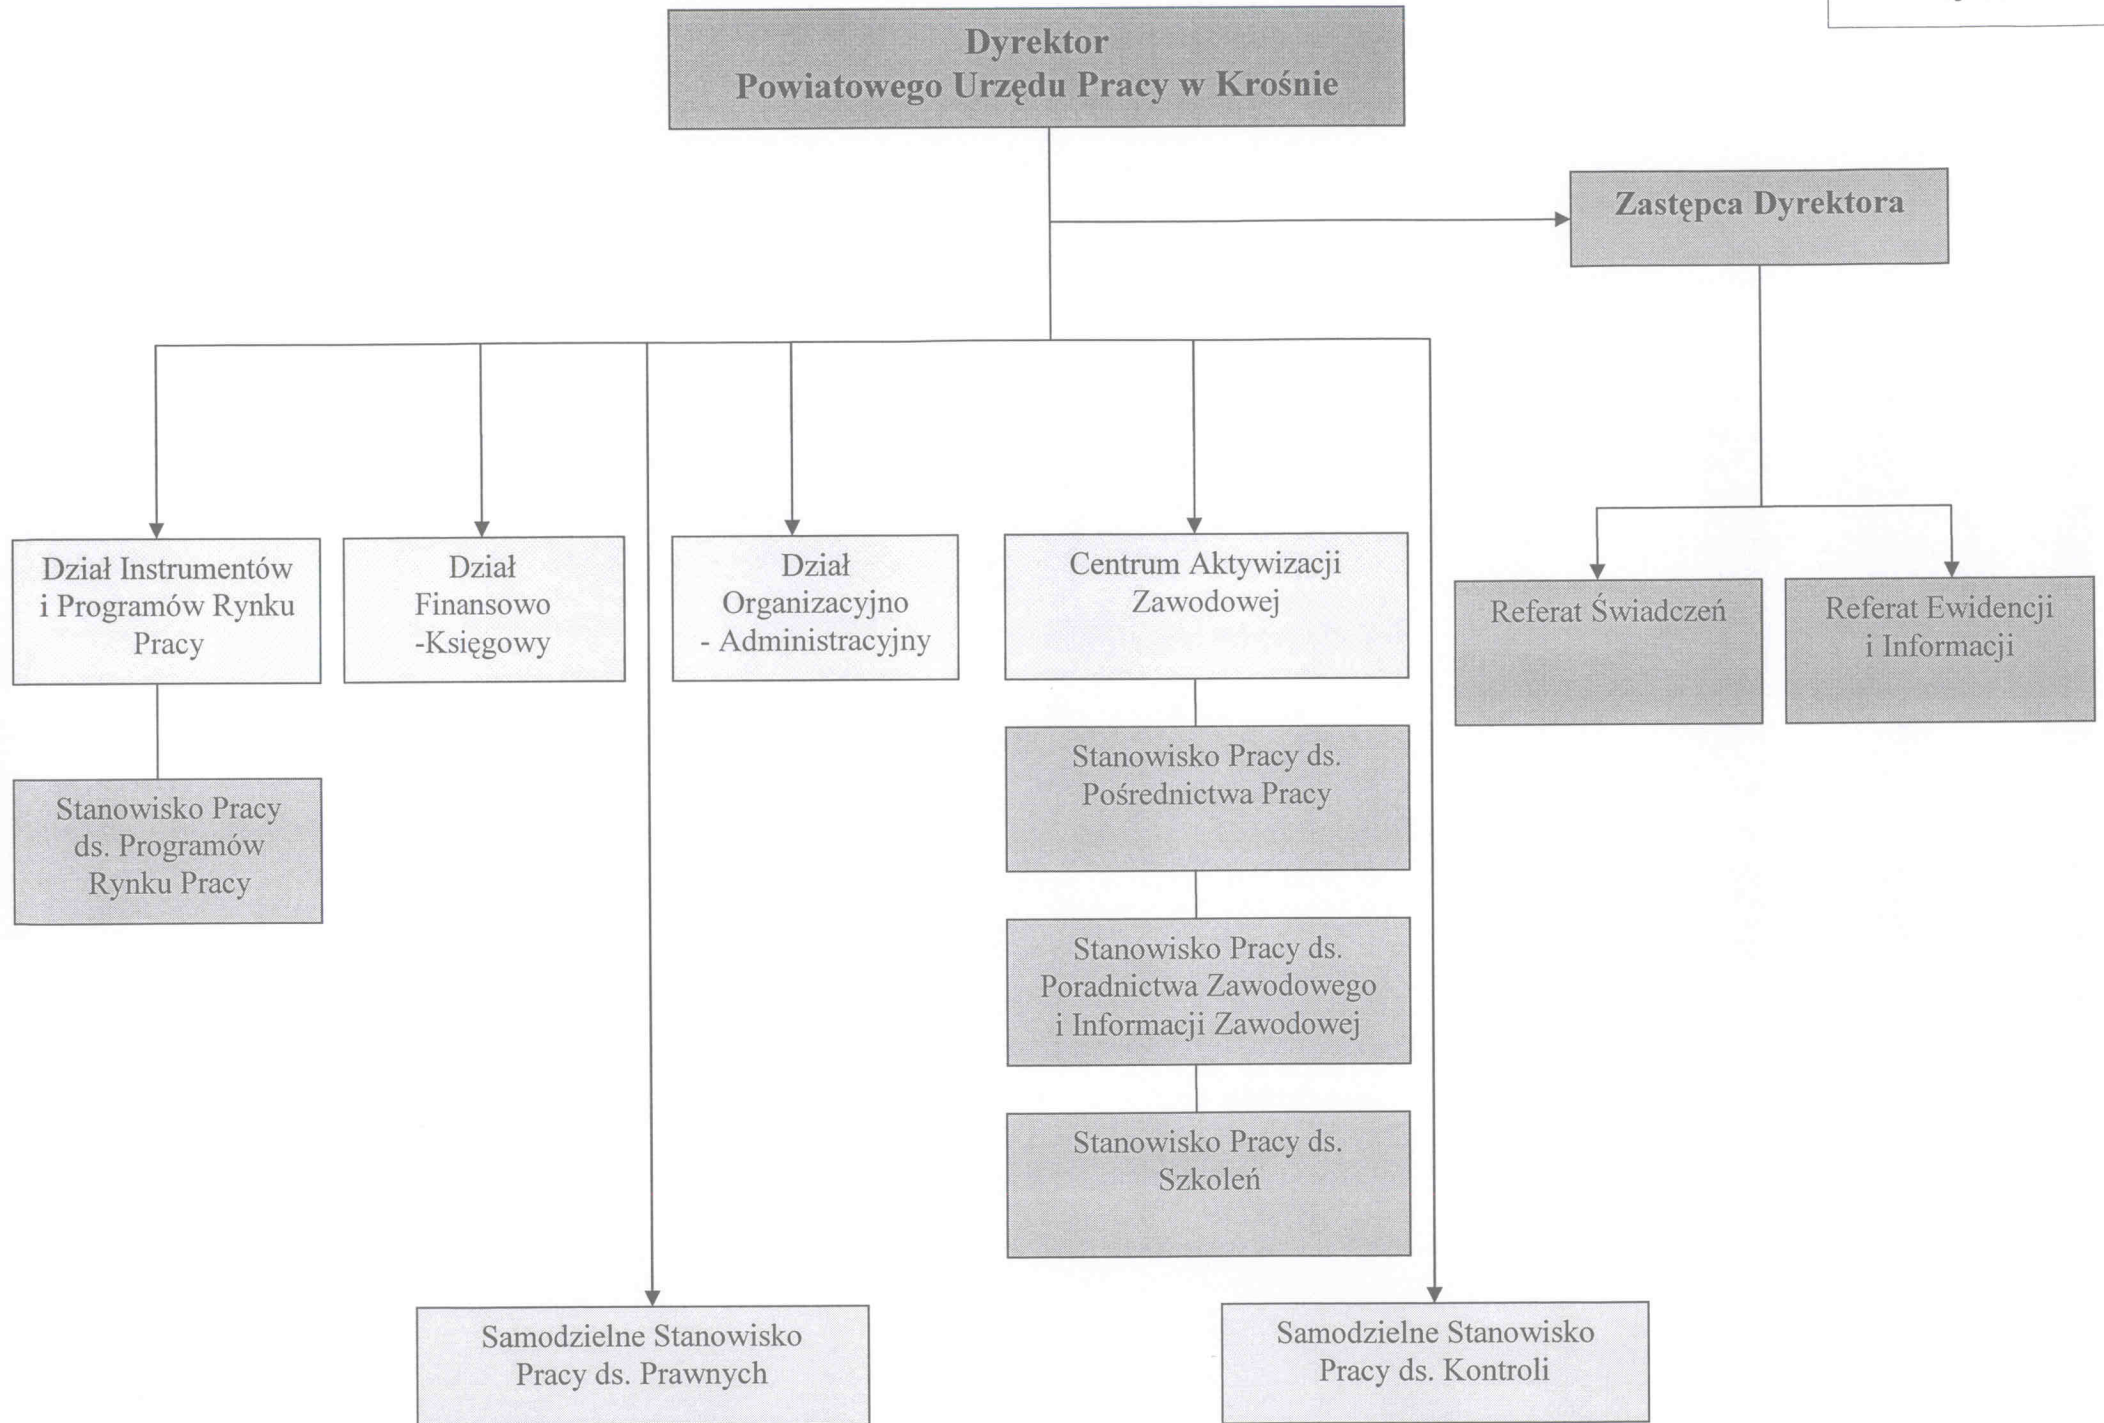 Dyrektor
Powiatowego Urzędu Pracy w Krośnie
Zastępca Dyrektora
Dział Instrumentów
i Programów Rynku
Pracy
Dział
Finansowo
-Księgowy
Dział
Organizacyjno
- Administracyjny
Centrum Aktywizacji
Zawodowej
Referat Świadczeń
Referat Ewidencji
i Informacji
Stanowisko Pracy
ds. Programów
Rynku Pracy
Stanowisko Pracy ds.
Pośrednictwa Pracy
Stanowisko Pracy ds.
Poradnictwa Zawodowego
i Informacji Zawodowej
Stanowisko Pracy ds.
Szkoleń
Samodzielne Stanowisko
Pracy ds. Prawnych
Samodzielne Stanowisko
Pracy ds. Kontroli